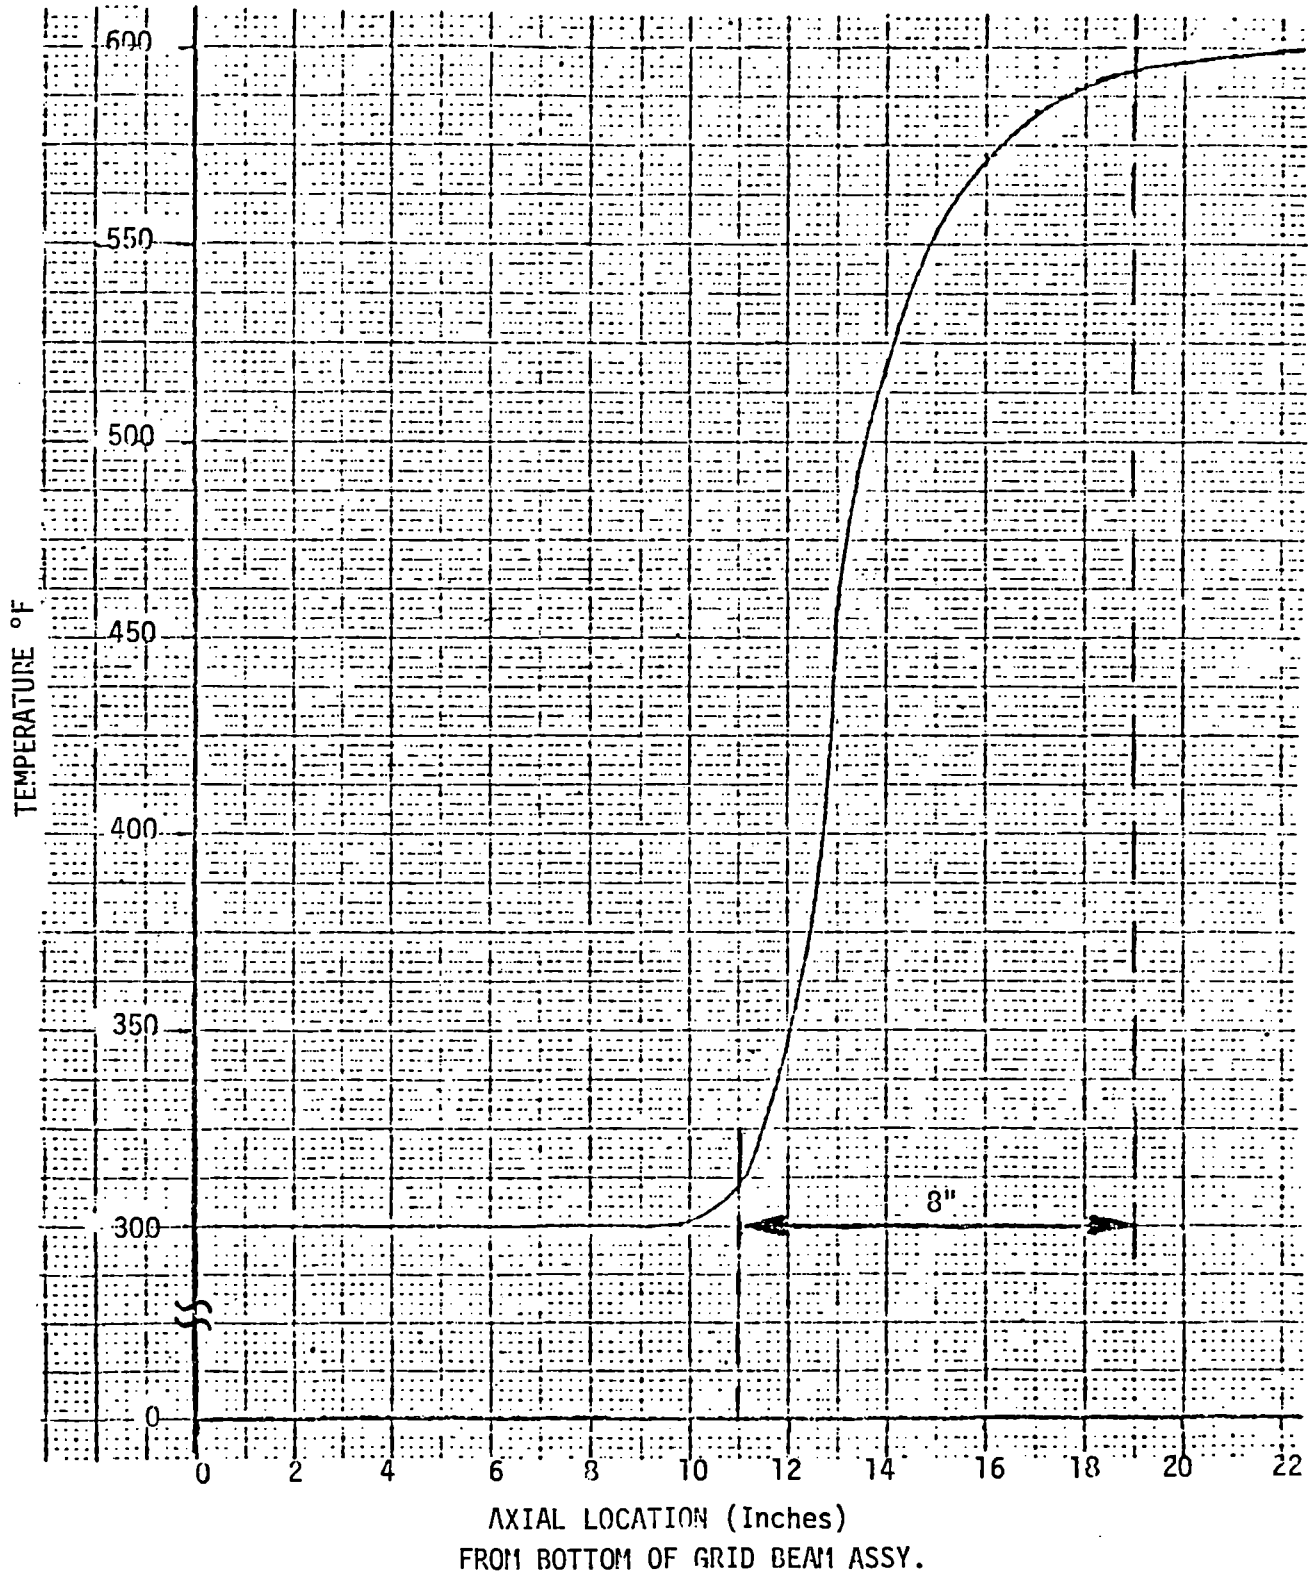 600
550
500
450
400
350
300
0
TEMPERATURE °F
8"
0 2 4 6 8 10 12 14 16 18 20 22
AXIAL LOCATION (Inches)
FROM BOTTOM OF GRID BEAM ASSY.